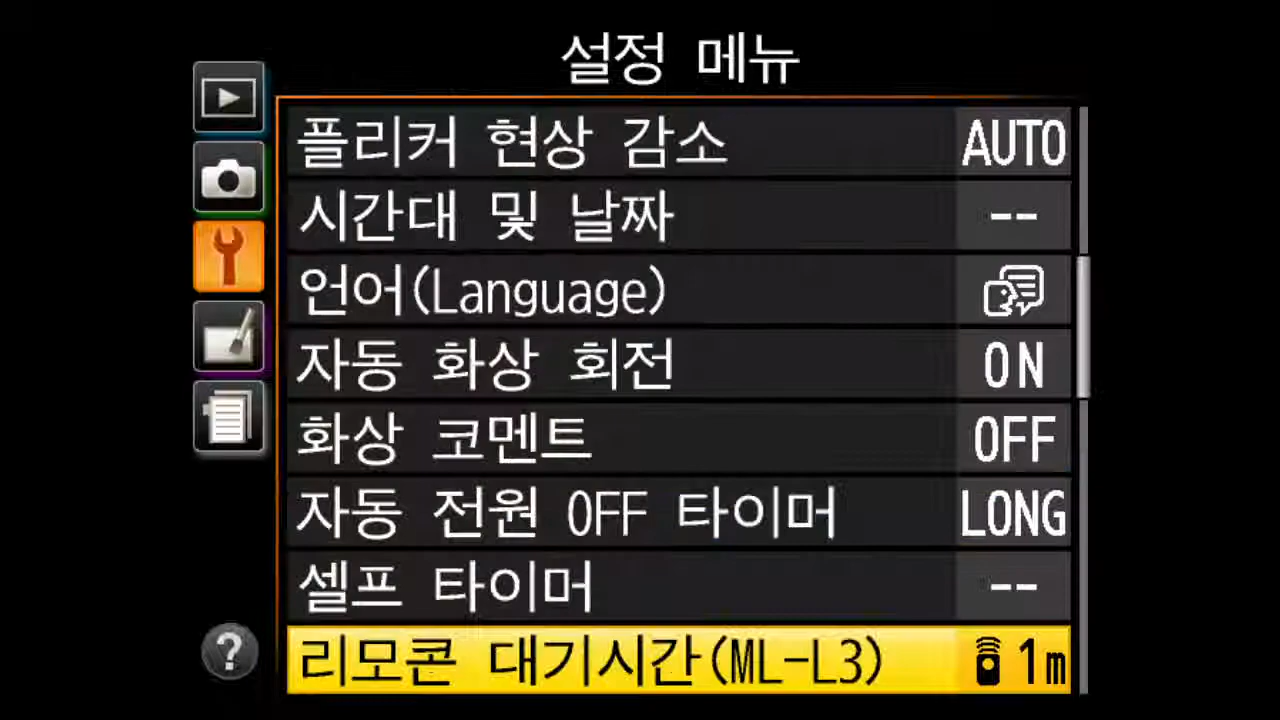 설정 메뉴
플리커 현상 감소 AUTO
시간대 및 날짜 --
언어(Language)
자동 화상 회전 ON
화상 코멘트 OFF
자동 전원 OFF 타이머 LONG
셀프 타이머 --
리모콘 대기시간(ML-L3) 1m
?